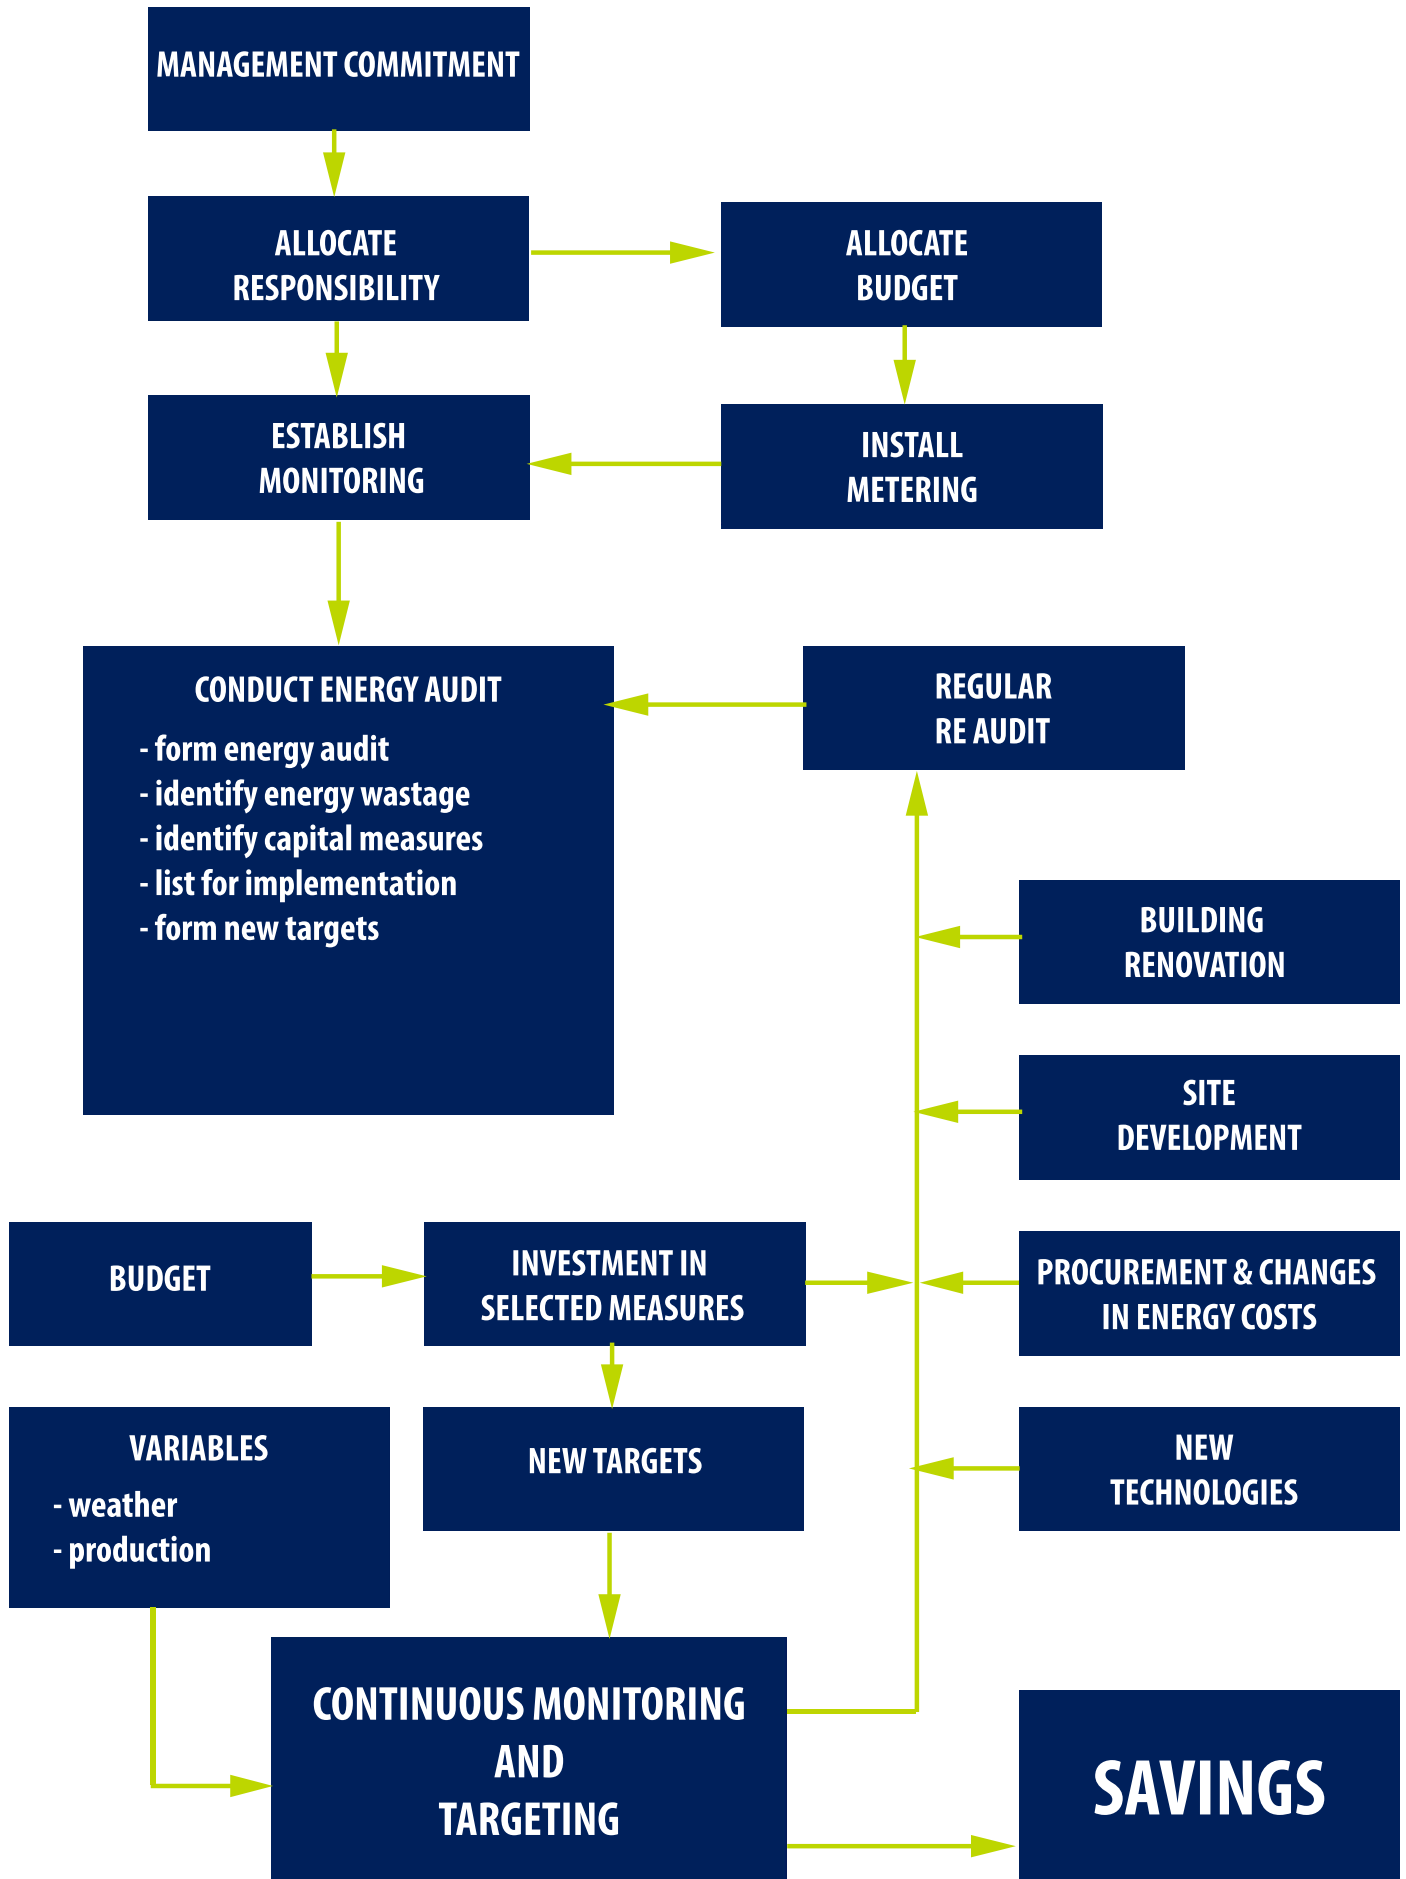 MANAGEMENT COMMITMENT
ALLOCATE
RESPONSIBILITY
ALLOCATE
BUDGET
ESTABLISH
MONITORING
INSTALL
METERING
CONDUCT ENERGY AUDIT
- form energy audit
- identify energy wastage
- identify capital measures
- list for implementation
- form new targets
REGULAR
RE AUDIT
BUILDING
RENOVATION
SITE
DEVELOPMENT
BUDGET
INVESTMENT IN
SELECTED MEASURES
PROCUREMENT & CHANGES
IN ENERGY COSTS
VARIABLES
- weather
- production
NEW TARGETS
NEW
TECHNOLOGIES
CONTINUOUS MONITORING
AND
TARGETING
SAVINGS